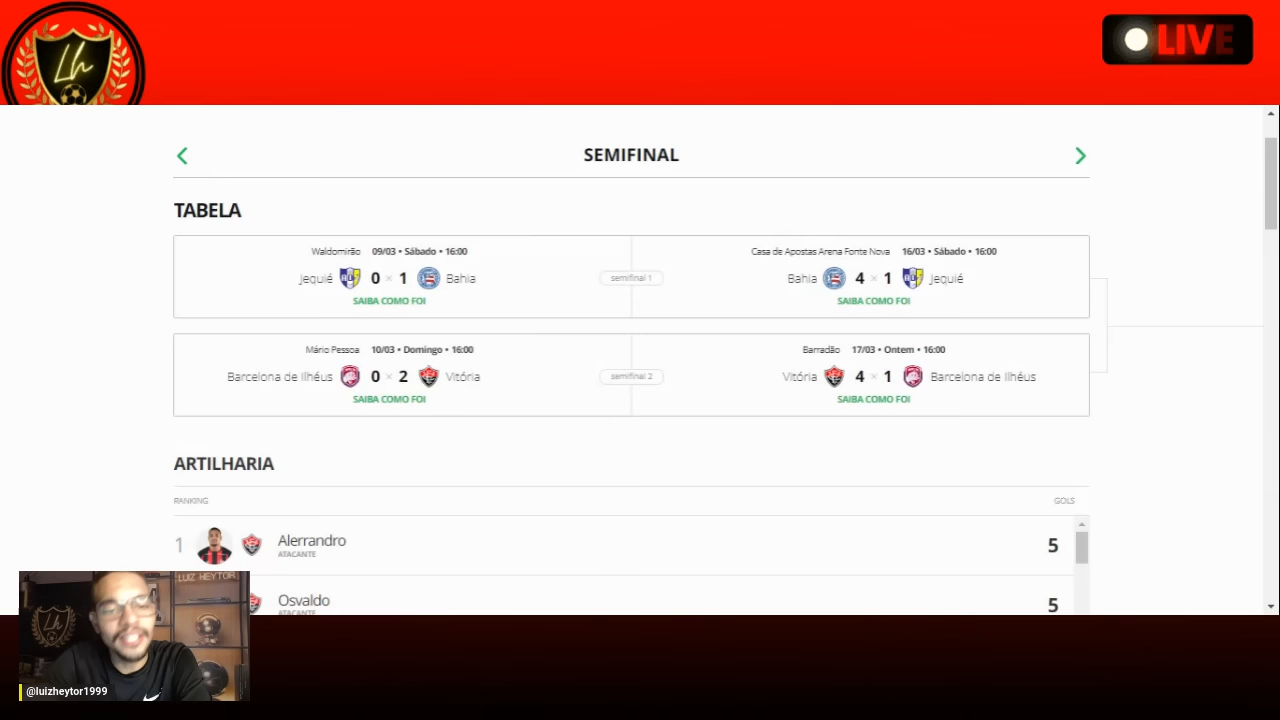 Lh
LIVE
SEMIFINAL
TABELA
Waldomirão 09/03 • Sábado • 16:00
Jequié 0 × 1 Bahia
SAIBA COMO FOI
semifinal 1
Casa de Apostas Arena Fonte Nova 16/03 • Sábado • 16:00
Bahia 4 × 1 Jequié
SAIBA COMO FOI
Mário Pessoa 10/03 • Domingo • 16:00
Barcelona de Ilhéus 0 × 2 Vitória
SAIBA COMO FOI
semifinal 2
Barradão 17/03 • Ontem • 16:00
Vitória 4 × 1 Barcelona de Ilhéus
SAIBA COMO FOI
ARTILHARIA
RANKING GOLS
1 Alerrandro 5
ATACANTE
Osvaldo 5
ATACANTE
LUIZ HEYTOR
Lh
@luizheytor1999